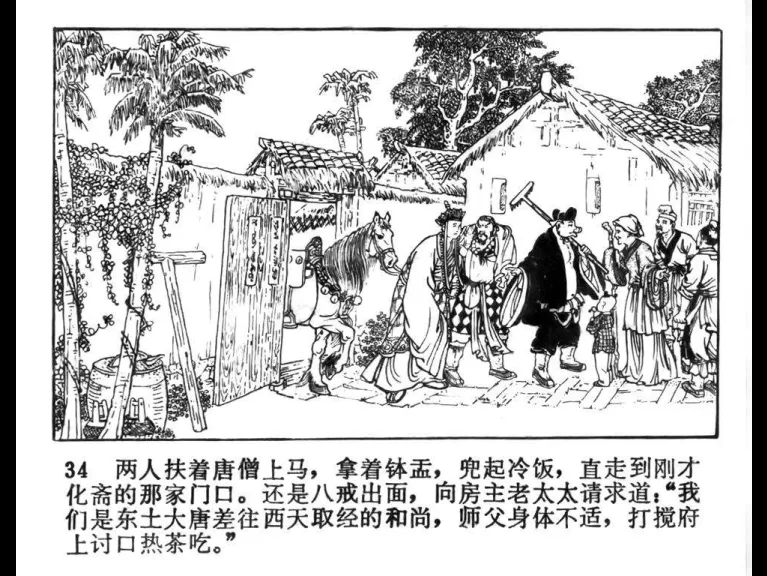 34 两人扶着唐僧上马，拿着钵盂，兜起冷饭，直走到刚才
化斋的那家门口。还是八戒出面，向房主老太太请求道：“我
们是东土大唐差往西天取经的和尚，师父身体不适，打搅府
上讨口热茶吃。”